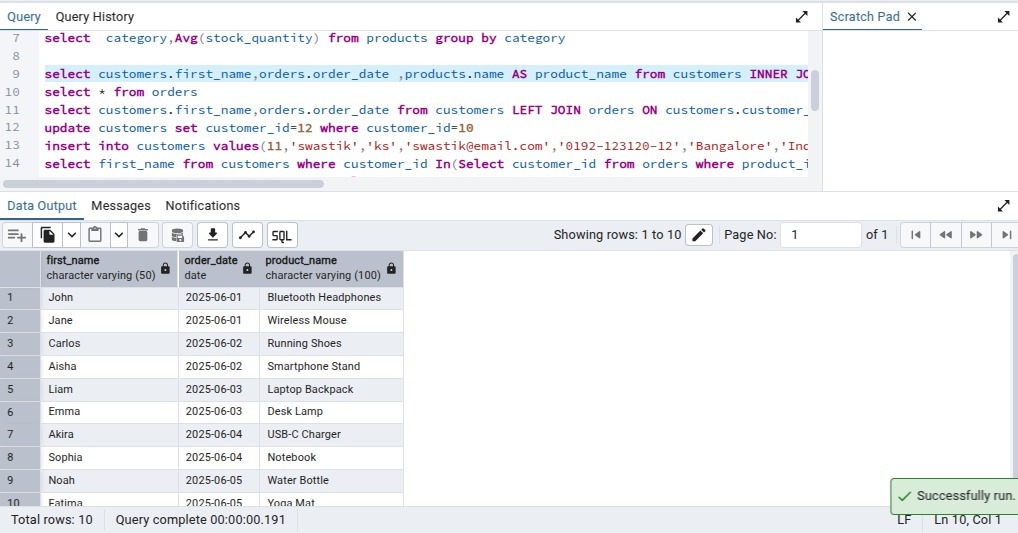 Query Query History Scratch Pad
7 select category,Avg(stock_quantity) from products group by category
8
9 select customers.first_name,orders.order_date ,products.name AS product_name from customers INNER JO
10 select * from orders
11 select customers.first_name,orders.order_date from customers LEFT JOIN orders ON customers.customer_
12 update customers set customer_id=12 where customer_id=10
13 insert into customers values(11,'swastik','ks','swastik@email.com','0192-123120-12','Bangalore','Ind
14 select first_name from customers where customer_id In(Select customer_id from orders where product_i
Data Output Messages Notifications
SQL Showing rows: 1 to 10 Page No: 1 of 1
first_name order_date product_name
character varying (50) date character varying (100)
1 John 2025-06-01 Bluetooth Headphones
2 Jane 2025-06-01 Wireless Mouse
3 Carlos 2025-06-02 Running Shoes
4 Aisha 2025-06-02 Smartphone Stand
5 Liam 2025-06-03 Laptop Backpack
6 Emma 2025-06-03 Desk Lamp
7 Akira 2025-06-04 USB-C Charger
8 Sophia 2025-06-04 Notebook
9 Noah 2025-06-05 Water Bottle
10 Fatima 2025-06-05 Yoga Mat
Successfully run.
Total rows: 10 Query complete 00:00:00.191 LF Ln 10, Col 1